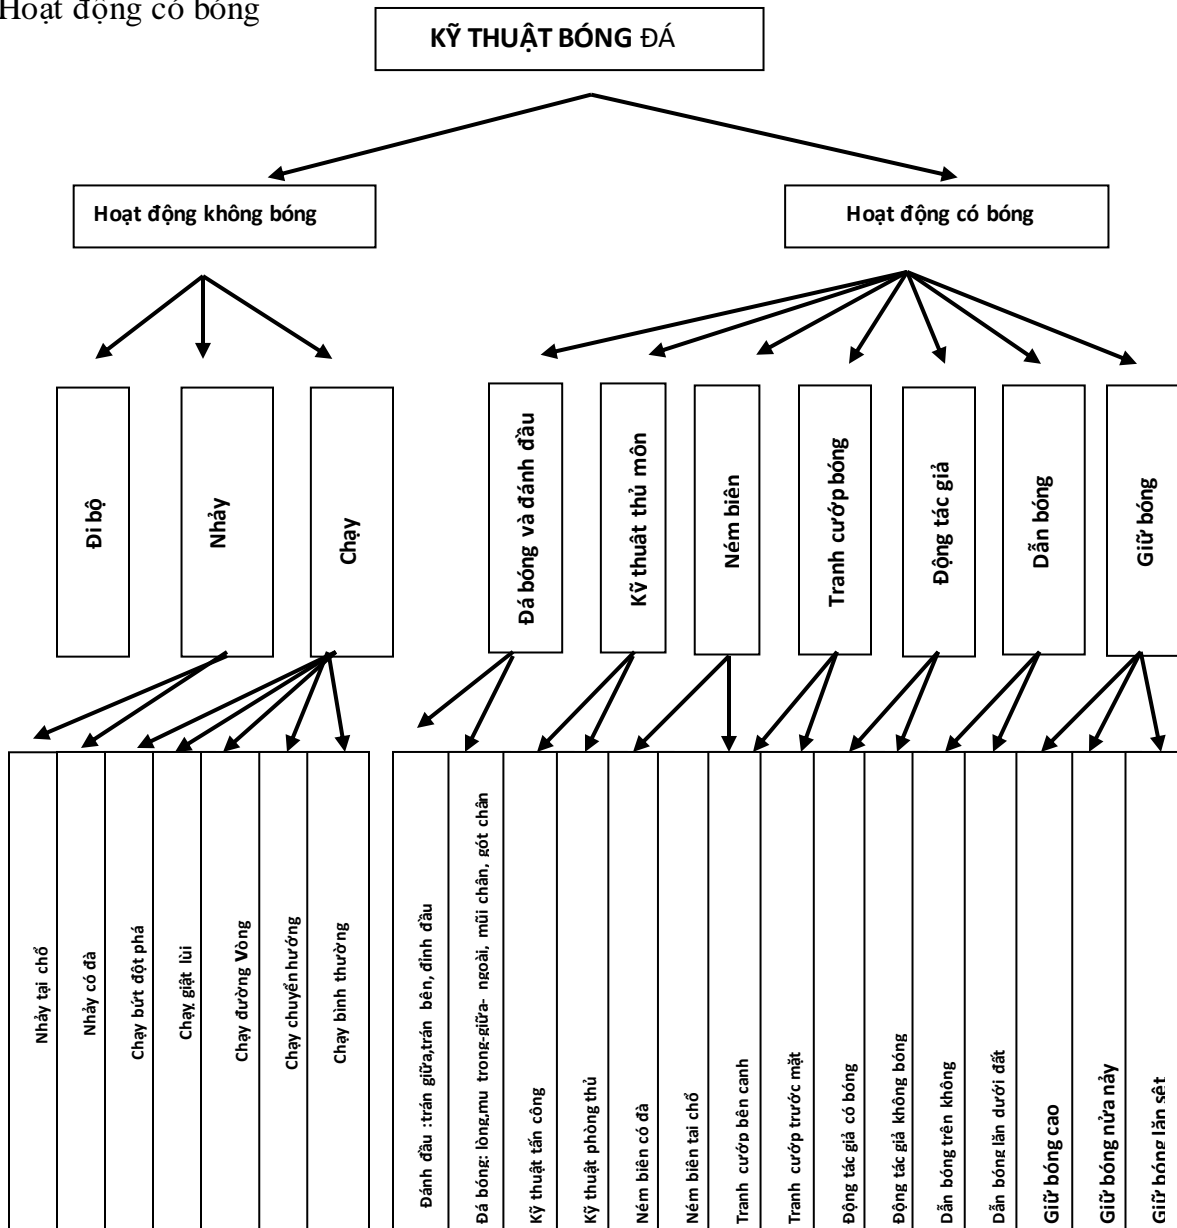 Hoạt động có bóng
KỸ THUẬT BÓNG ĐÁ
Hoạt động không bóng
Hoạt động có bóng
Đi bộ
Nhảy
Chạy
Đá bóng và đánh đầu
Kỹ thuât thủ môn
Ném biên
Tranh cướp bóng
Động tác giả
Dẫn bóng
Giữ bóng
Nhảy tại chổ
Nhảy có đà
Chạy bứt đột phá
Chạy giật lùi
Chạy đường Vòng
Chạy chuyển hướng
Chạy bình thường
Đánh đầu :trán giữa,trán bên, đỉnh đầu
Đá bóng: lòng,mu trong-giữa- ngoài, mũi chân, gót chân
Kỹ thuật tấn công
Kỹ thuật phòng thủ
Ném biên có đà
Ném biên tai chổ
Tranh cướp bên canh
Tranh cướp trước mặt
Động tác giả có bóng
Động tác giả không bóng
Dẫn bóng trên không
Dẫn bóng lăn dưới đất
Giữ bóng cao
Giữ bóng nửa nảy
Giữ bóng lăn sệt